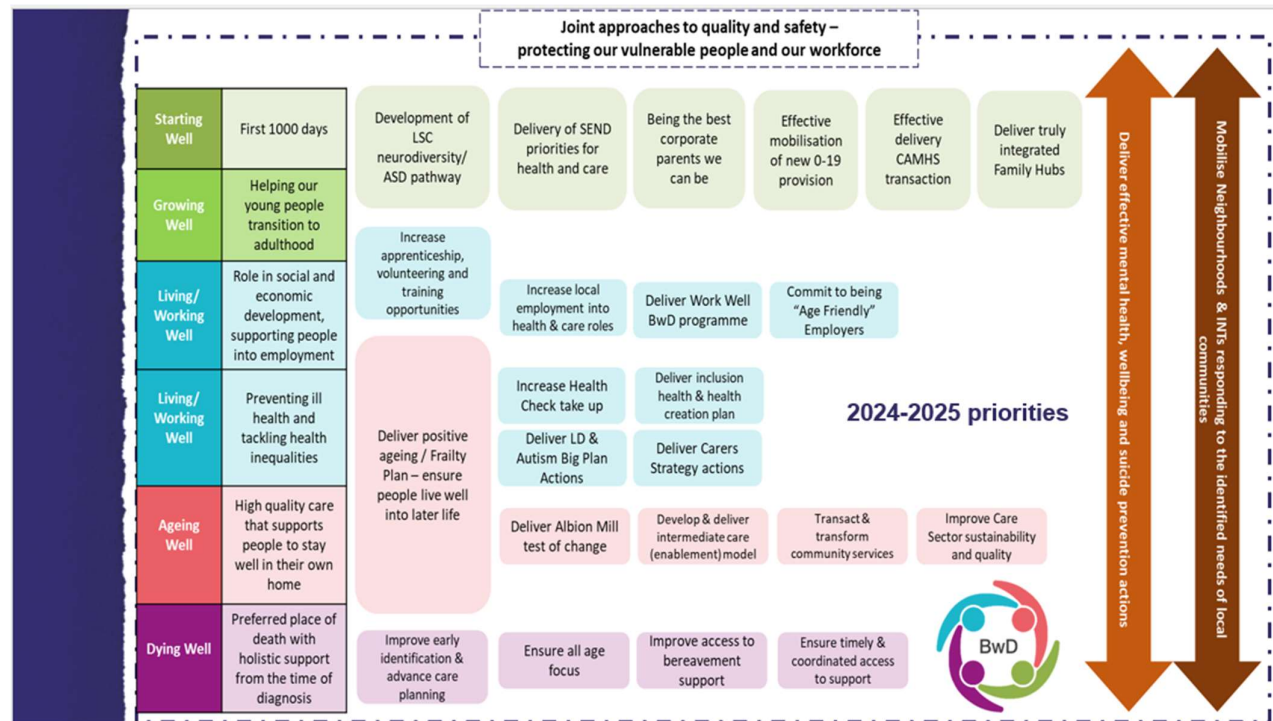 Joint approaches to quality and safety –
protecting our vulnerable people and our workforce
Starting
Well
First 1000 days
Development of
LSC
neurodiversity/
ASD pathway
Delivery of SEND
priorities for
health and care
Being the best
corporate
parents we
can be
Effective
mobilisation
of new 0-19
provision
Effective
delivery
CAMHS
transaction
Deliver truly
integrated
Family Hubs
Growing
Well
Helping our
young people
transition to
adulthood
Increase
apprenticeship,
volunteering and
training
opportunities
Living/
Working
Well
Role in social and
economic
development,
supporting people
into employment
Increase local
employment into
health & care roles
Deliver Work Well
BwD programme
Commit to being
“Age Friendly”
Employers
Living/
Working
Well
Preventing ill
health and
tackling health
inequalities
Deliver positive
ageing / Frailty
Plan – ensure
people live well
into later life
Increase Health
Check take up
Deliver inclusion
health & health
creation plan
Deliver LD &
Autism Big Plan
Actions
Deliver Carers
Strategy actions
2024-2025 priorities
Ageing
Well
High quality care
that supports
people to stay
well in their own
home
Deliver Albion Mill
test of change
Develop & deliver
intermediate care
(enablement) model
Transact &
transform
community services
Improve Care
Sector sustainability
and quality
Dying Well
Preferred place of
death with
holistic support
from the time of
diagnosis
Improve early
identification &
advance care
planning
Ensure all age
focus
Improve access to
bereavement
support
Ensure timely &
coordinated access
to support
BwD
Deliver effective mental health, wellbeing and suicide prevention actions
Mobilise Neighbourhoods & INTs responding to the identified needs of local
communities